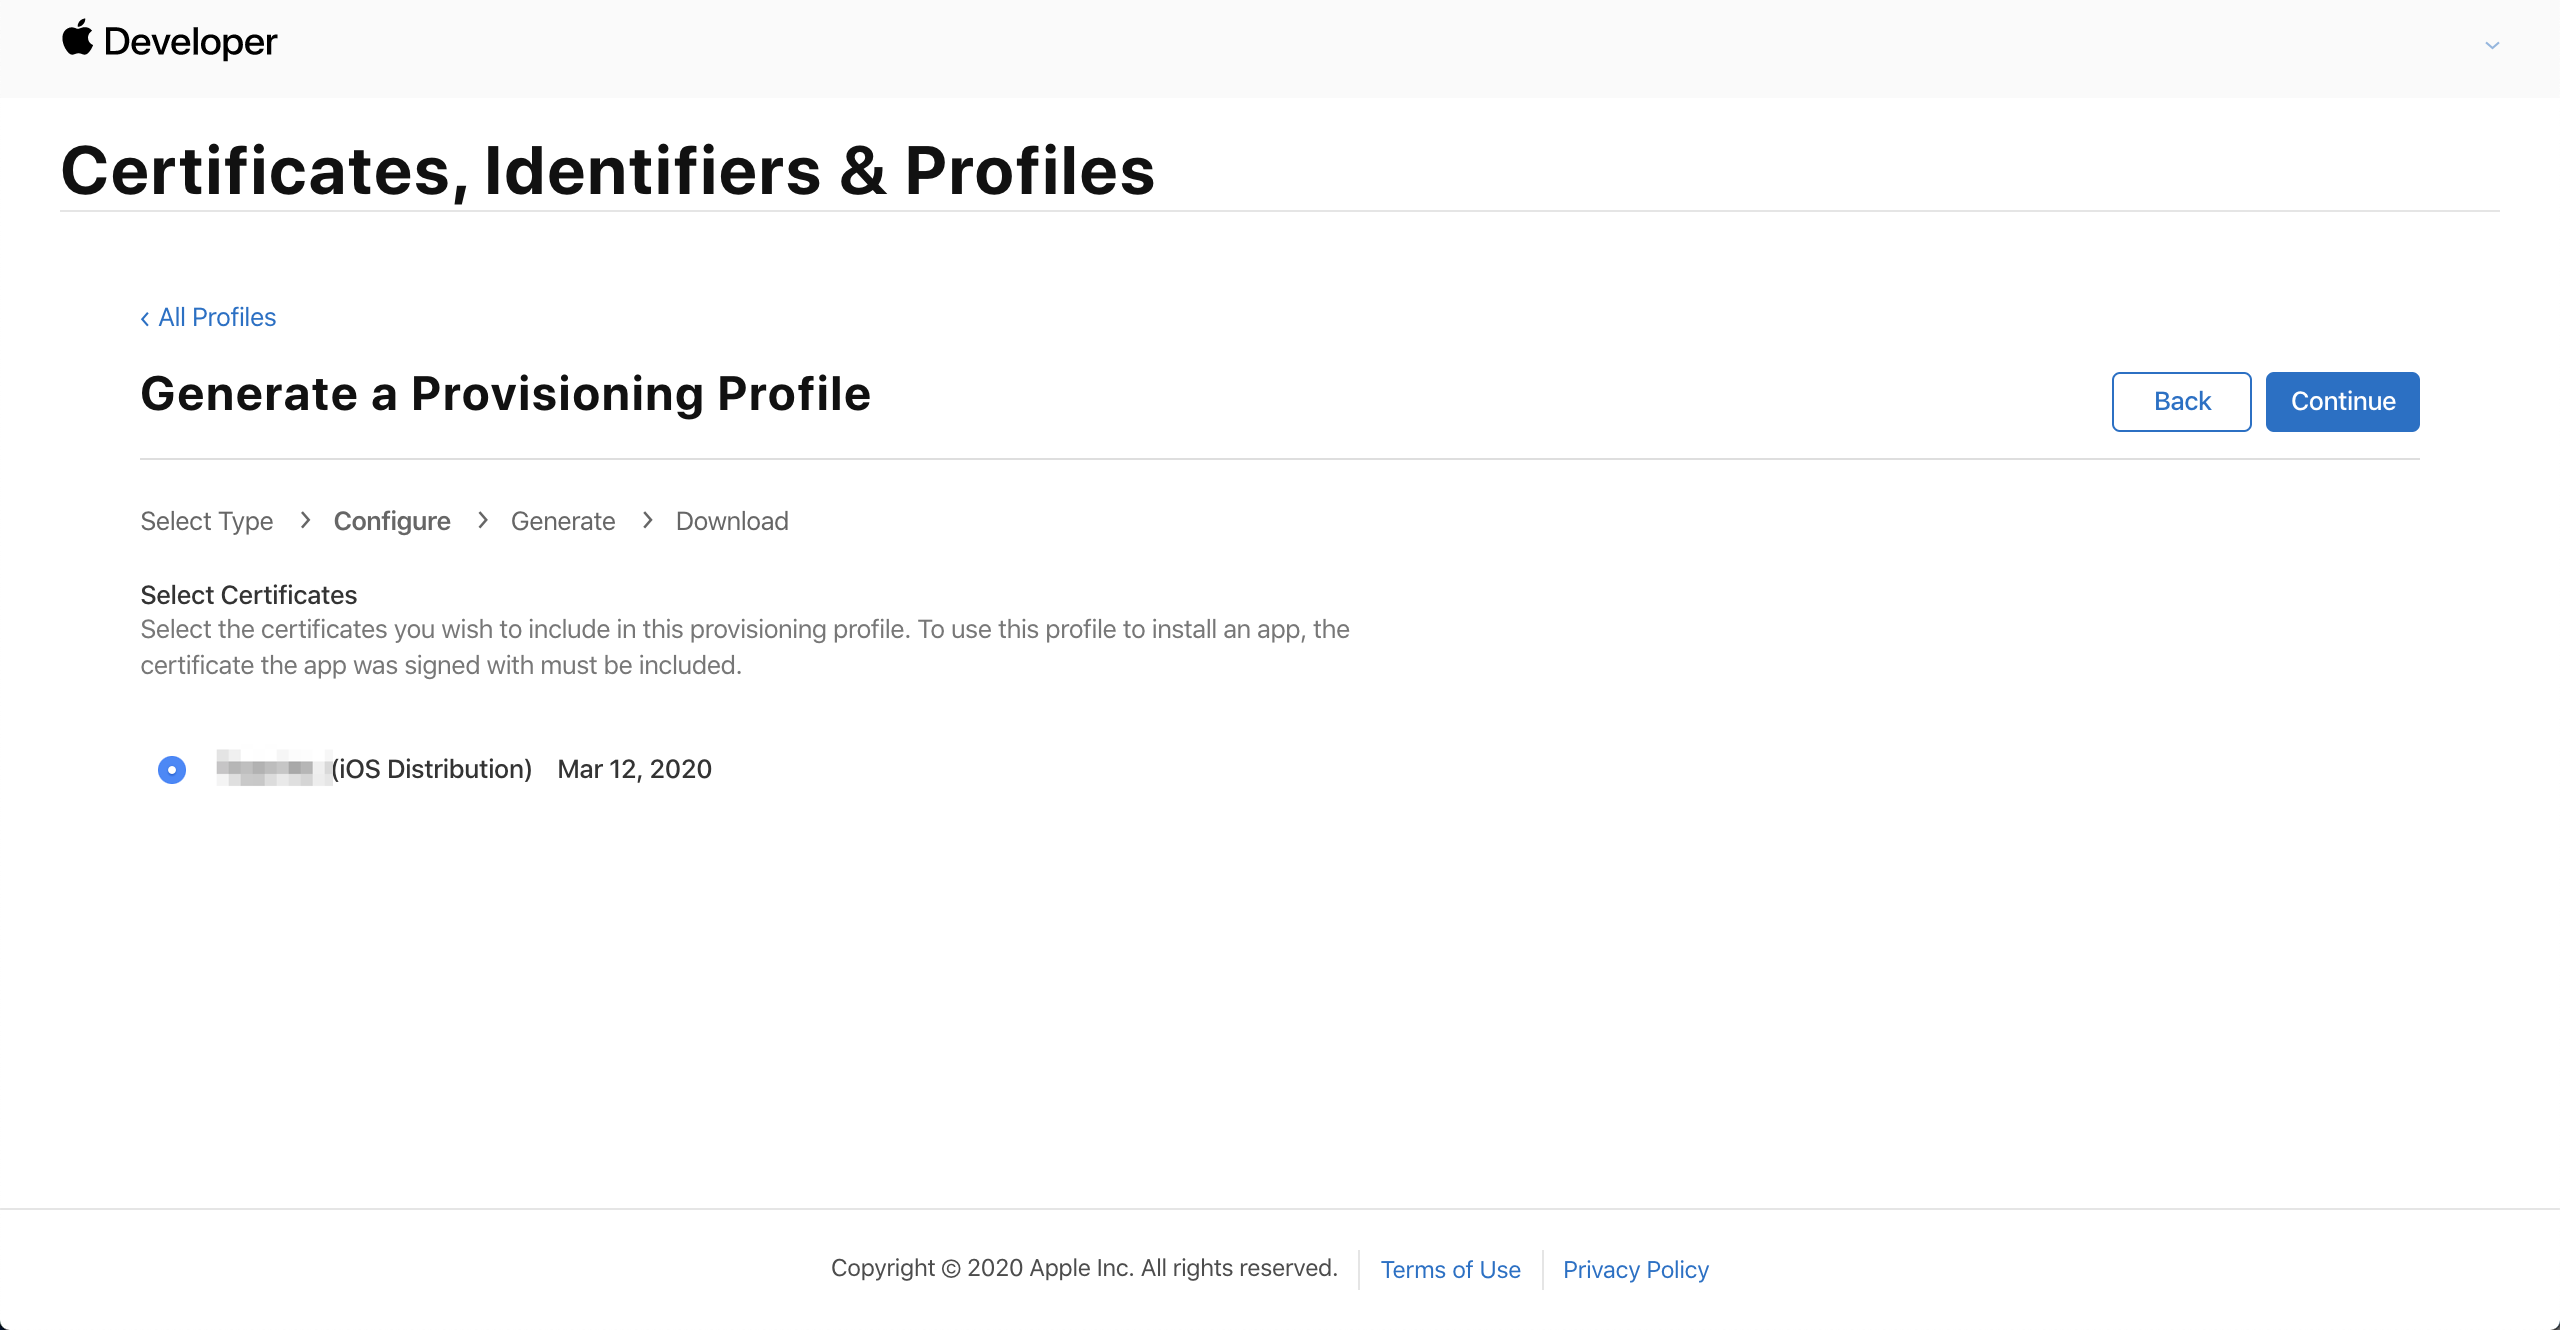 Developer
Certificates, Identifiers & Profiles
‹ All Profiles
Generate a Provisioning Profile
Back
Continue
Select Type > Configure > Generate > Download
Select Certificates
Select the certificates you wish to include in this provisioning profile. To use this profile to install an app, the
certificate the app was signed with must be included.
(iOS Distribution) Mar 12, 2020
Copyright © 2020 Apple Inc. All rights reserved.
Terms of Use
Privacy Policy